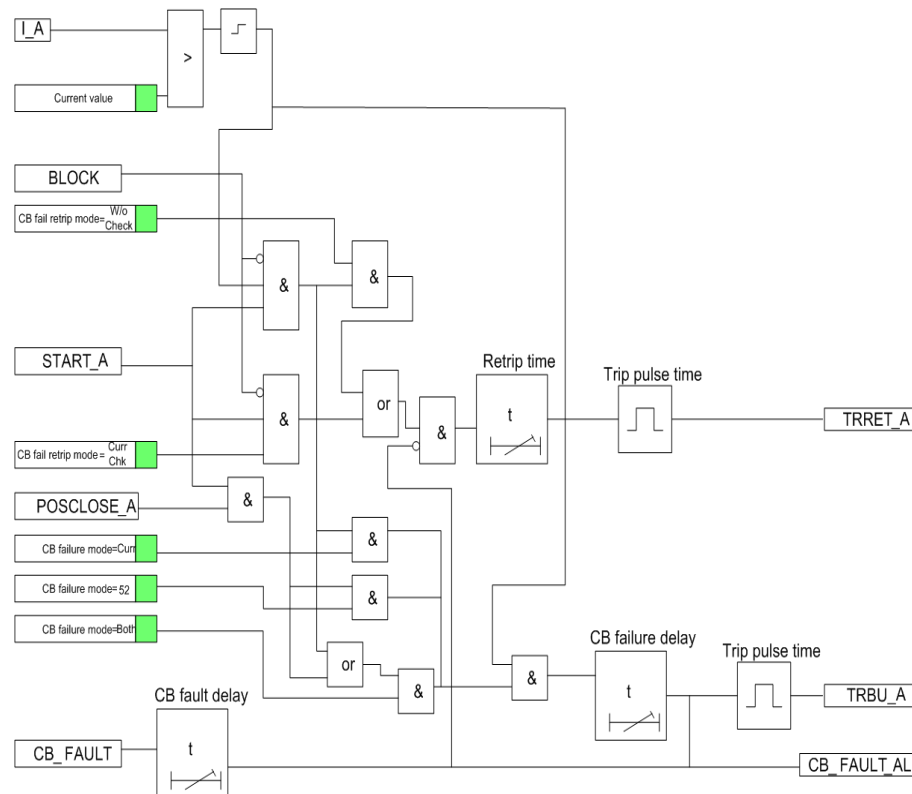 I_A
>
Current value
BLOCK
CB fail retrip mode= W/o
Check
&
&
START_A
&
Retrip time
t
or
&
Trip pulse time
TRRET_A
CB fail retrip mode= Curr
Chk
POSCLOSE_A
&
CB failure mode=Curr
&
CB failure mode=52
&
CB failure mode=Both
or
&
&
CB failure delay
t
Trip pulse time
TRBU_A
CB fault delay
t
CB_FAULT
CB_FAULT_AL